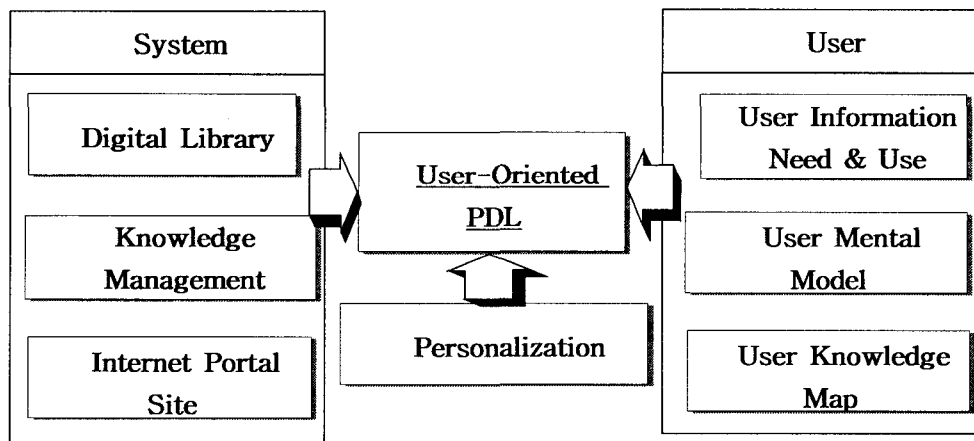 System
Digital Library
Knowledge
Management
Internet Portal
Site
User-Oriented
PDL
Personalization
User
User Information
Need & Use
User Mental
Model
User Knowledge
Map